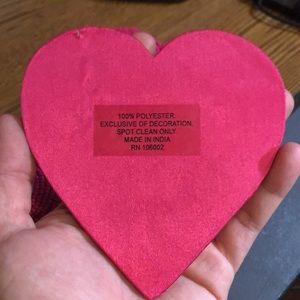 100% POLYESTER
EXCLUSIVE OF DECORATION.
SPOT CLEAN ONLY
MADE IN INDIA
RN 106002